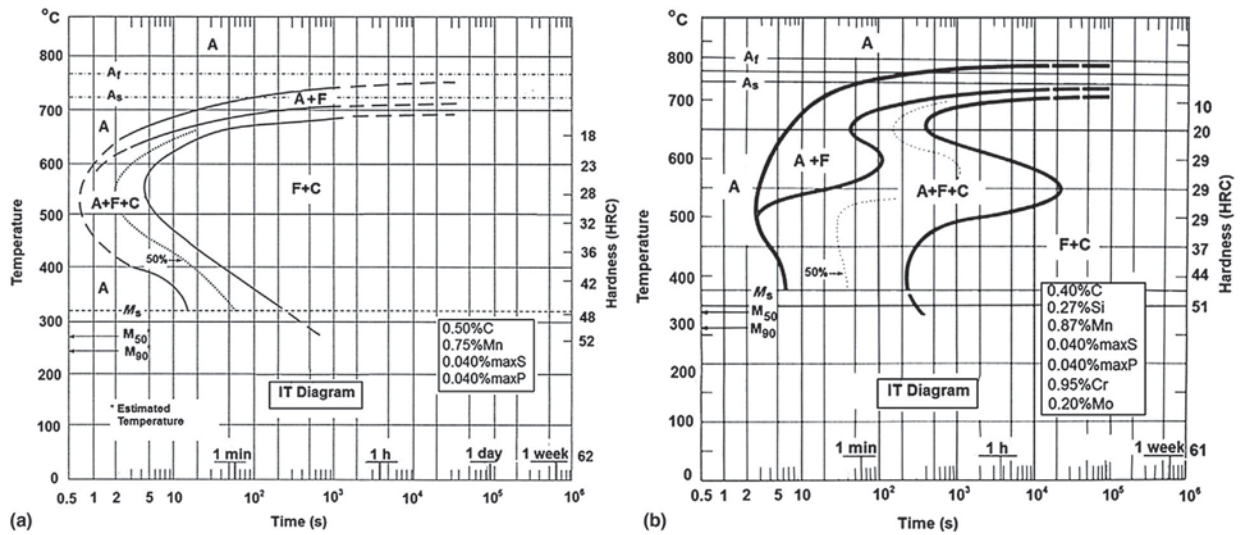 °C
A
800
Af
As
A+F
700
A
18
600
23
F+C
28
A+F+C
500
32
36
400
50%
42
A
Ms
48
300
M50
52
M90
200
* Estimated
Temperature
100
0
Temperature
Hardness (HRC)
0.50%C
0.75%Mn
0.040%maxS
0.040%maxP
IT Diagram
1 min
1 h
1 day
1 week
62
0.5 1 2 5 10 10² 10³ 10⁴ 10⁵ 10⁶
Time (s)
(a)
°C
A
800
Af
As
700
10
20
A +F
600
29
A
A+F+C
29
500
29
F+C
37
50%
400
44
Ms
51
M50
300
M90
200
100
0
Temperature
Hardness (HRC)
0.40%C
0.27%Si
0.87%Mn
0.040%maxS
0.040%maxP
0.95%Cr
0.20%Mo
IT Diagram
1 min
1 h
1 week
61
0.5 1 2 5 10 10² 10³ 10⁴ 10⁵ 10⁶
Time (s)
(b)